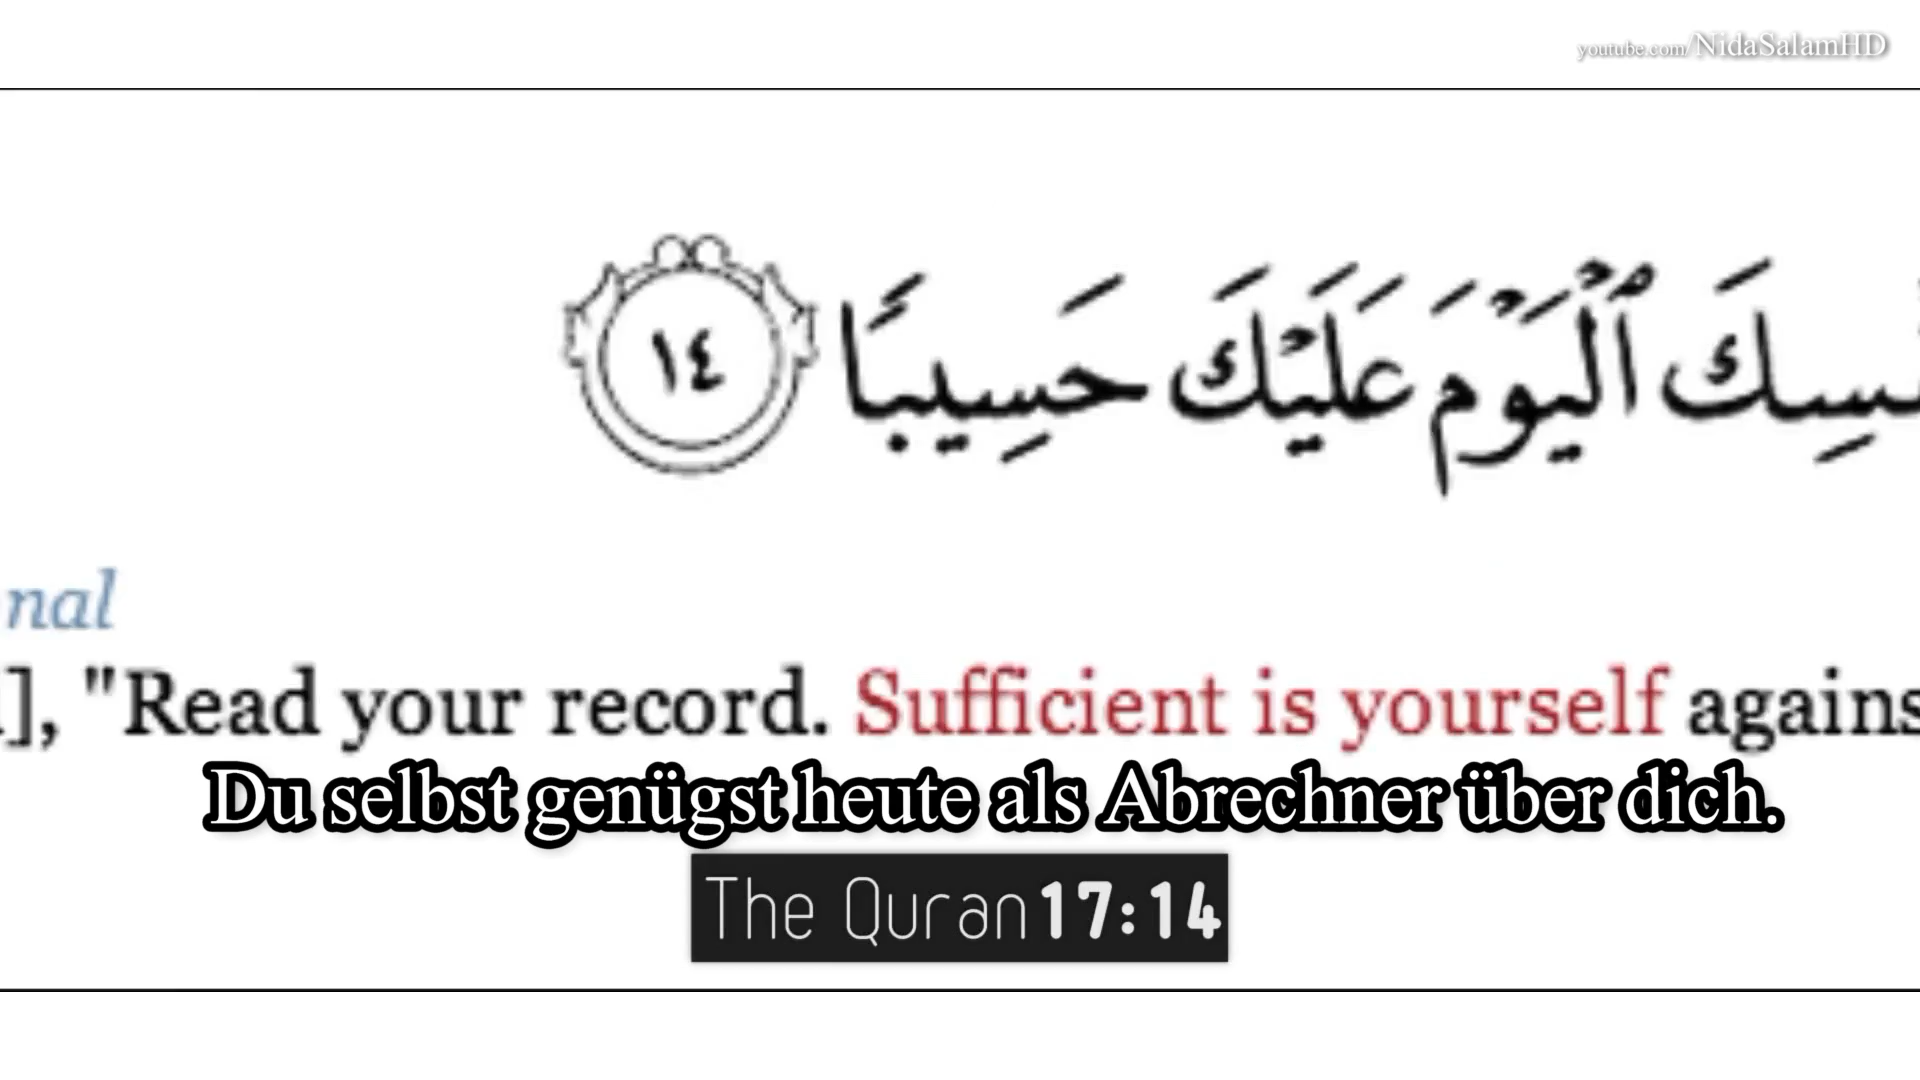 youtube.com/NidaSalamHD
ٱلْيَوْمَ عَلَيْكَ حَسِيبًا ١٤
nal
], "Read your record. Sufficient is yourself
Du selbst genügst heute als Abrechner über dich.
The Quran 17:14